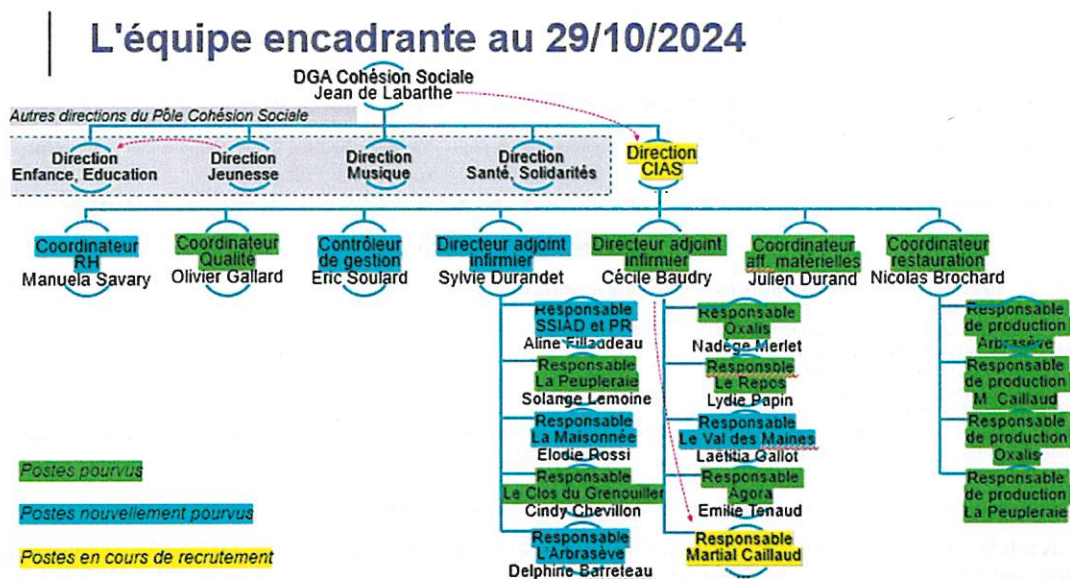 L'équipe encadrante au 29/10/2024
DGA Cohésion Sociale
Jean de Labarthe
Autres directions du Pôle Cohésion Sociale
Direction
Enfance, Education
Direction
Jeunesse
Direction
Musique
Direction
Santé, Solidarités
Direction
CIAS
Coordinateur
RH
Manuela Savary
Coordinateur
Qualité
Olivier Gallard
Contrôleur
de gestion
Eric Soulard
Directeur adjoint
infirmier
Sylvie Durandet
Directeur adjoint
infirmier
Cécile Baudry
Coordinateur
aff. matérielles
Julien Durand
Coordinateur
restauration
Nicolas Brochard
Responsable
SSIAD et PR
Aline Fillaudeau
Responsable
La Peupleraie
Solange Lemoine
Responsable
La Maisonnée
Elodie Rossi
Responsable
Le Clos du Grenouiller
Cindy Chevillon
Responsable
L'Arbrasève
Delphine Bafreteau
Responsable
Oxalis
Nadège Merlet
Responsble
Le Repos
Lydie Papin
Responsable
Le Val des Maines
Laëtitia Gallot
Responsable
Agora
Emilie Tenaud
Responsable
Martial Caillaud
Responsable
de production
Arbrasève
Responsable
de production
M. Caillaud
Responsable
de production
Oxalis
Responsable
de production
La Peupleraie
Postes pourvus
Postes nouvellement pourvus
Postes en cours de recrutement